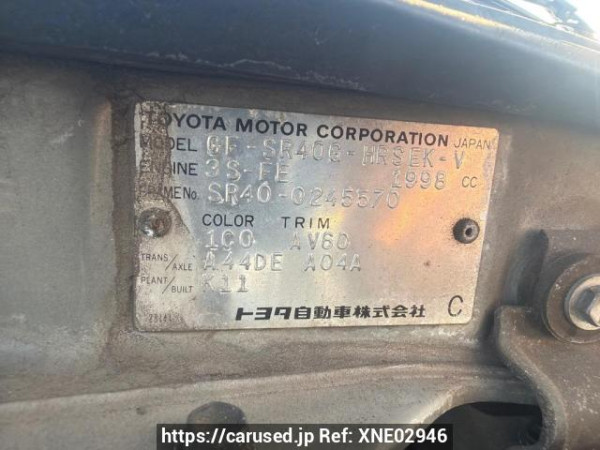 TOYOTA MOTOR CORPORATION JAPAN
MODEL GF-SR40G-HRSEK-V
ENGINE 3S-FE 1998 CC
FRAME No. SR40-0245570
COLOR TRIM
1C0 AV60
TRANS/AXLE A44DE A04A
PLANT/BUILT K11
トヨタ自動車株式会社 C
https://carused.jp Ref: XNE02946